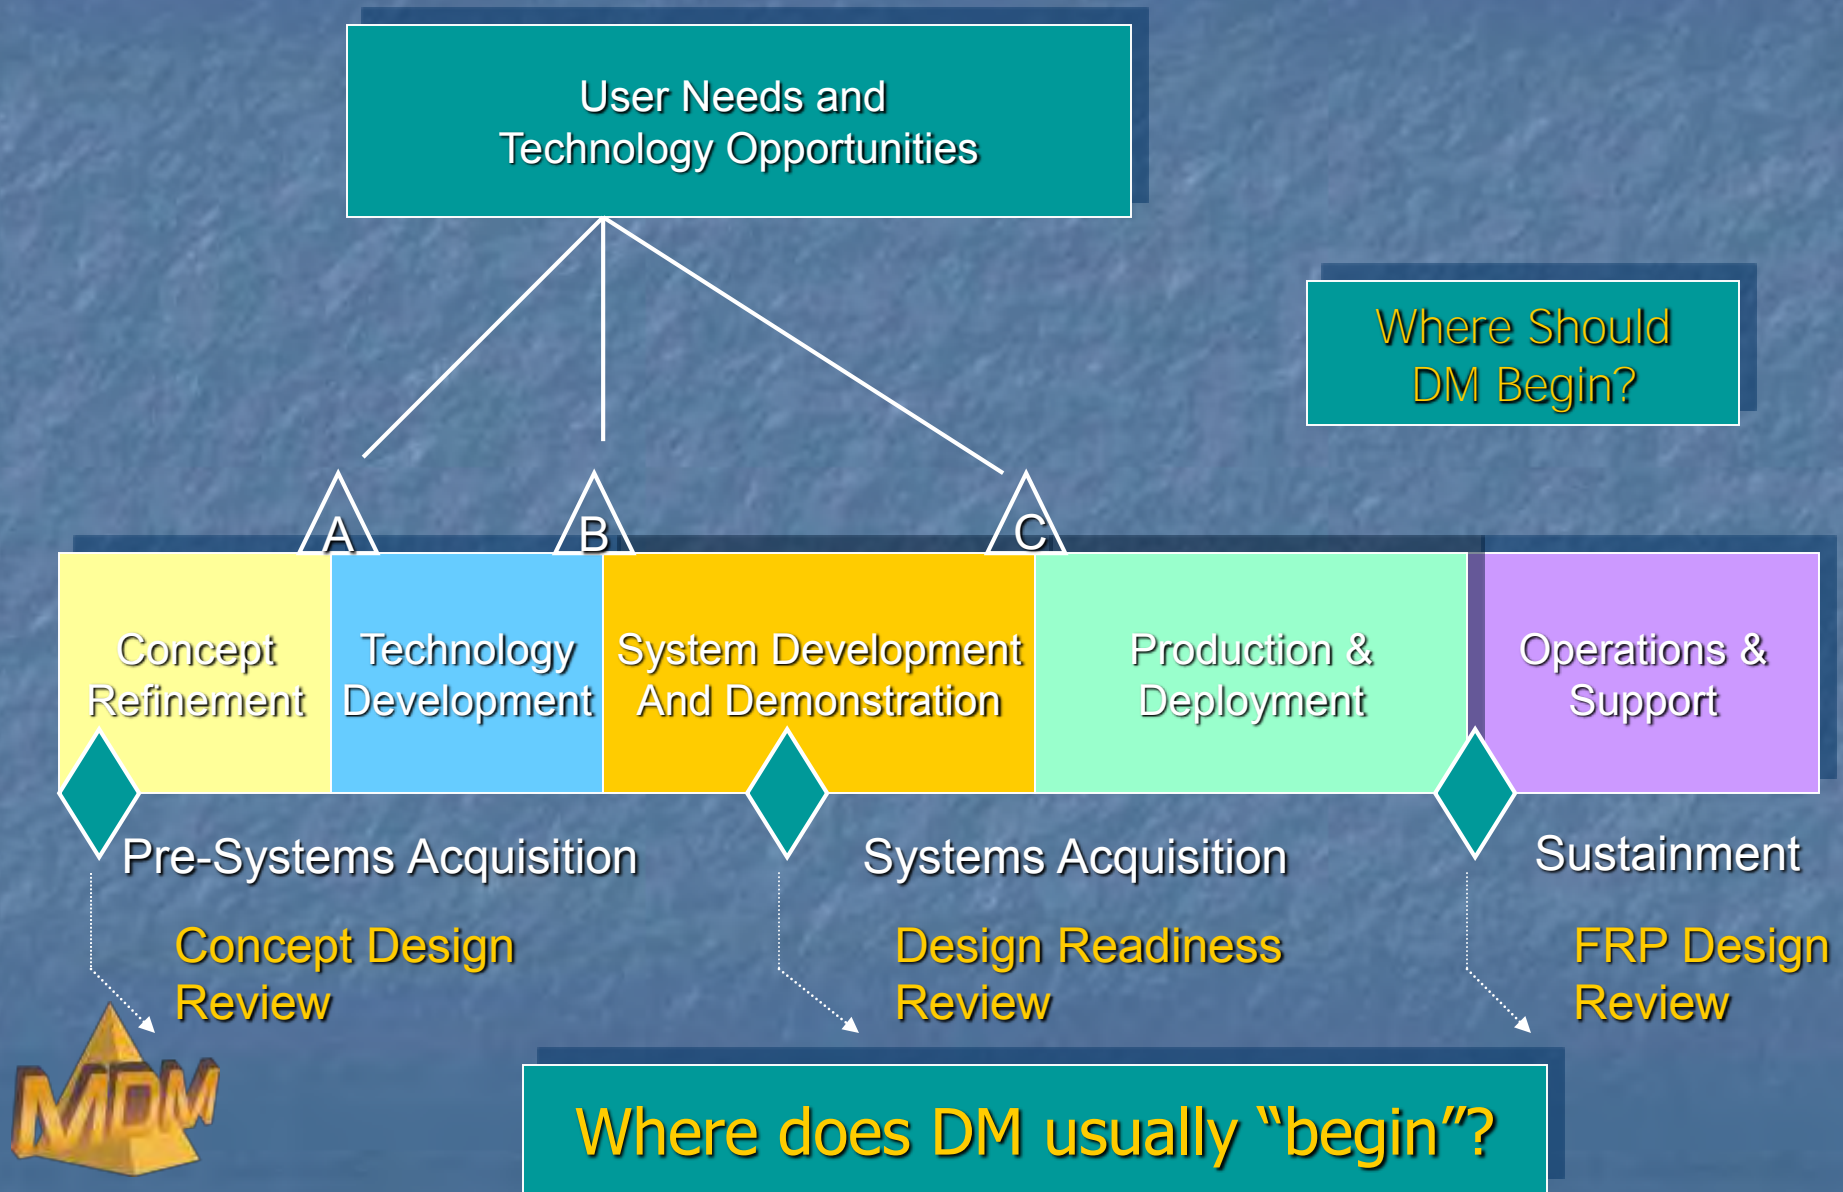 User Needs and
Technology Opportunities
Where Should
DM Begin?
A
B
C
Concept
Refinement
Technology
Development
System Development
And Demonstration
Production &
Deployment
Operations &
Support
Pre-Systems Acquisition
Systems Acquisition
Sustainment
Concept Design
Review
Design Readiness
Review
FRP Design
Review
MDM
Where does DM usually “begin”?